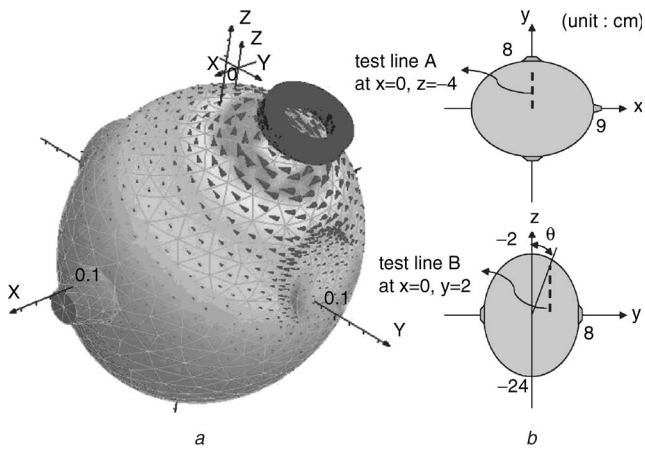 Z
Z
X
Y
0
0.1
X
0.1
Y
a
y
(unit : cm)
8
test line A
at x=0, z=−4
x
9
z
−2
θ
test line B
at x=0, y=2
y
8
−24
b